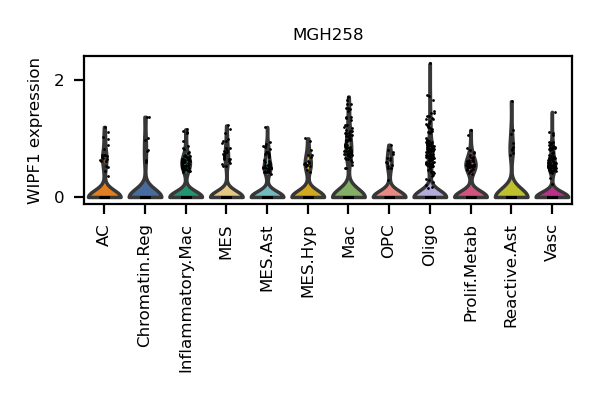 MGH258
WIPF1 expression
2
0
AC
Chromatin.Reg
Inflammatory.Mac
MES
MES.Ast
MES.Hyp
Mac
OPC
Oligo
Prolif.Metab
Reactive.Ast
Vasc